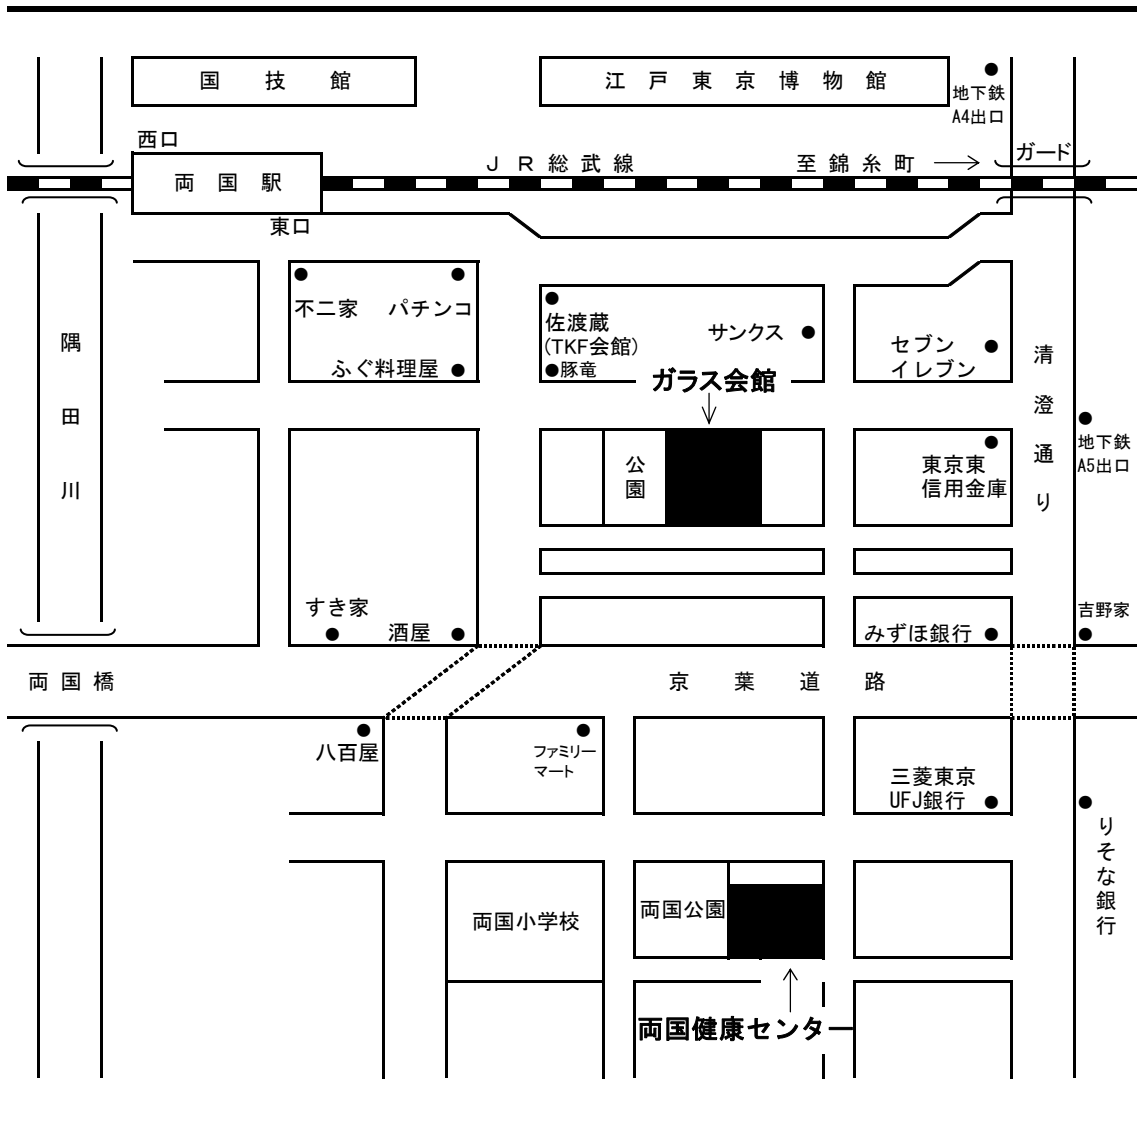 国技館
江戸東京博物館
地下鉄
A4出口
西口
ガード
JR総武線
至錦糸町
両国駅
東口
不二家
パチンコ
佐渡蔵
(TKF会館)
サンクス
セブン
イレブン
ふぐ料理屋
豚竜
ガラス会館
隅田川
清澄通り
地下鉄
A5出口
公園
東京東
信用金庫
すき家
酒屋
みずほ銀行
吉野家
両国橋
京葉道路
八百屋
ファミリー
マート
三菱東京
UFJ銀行
りそな銀行
両国小学校
両国公園
両国健康センター